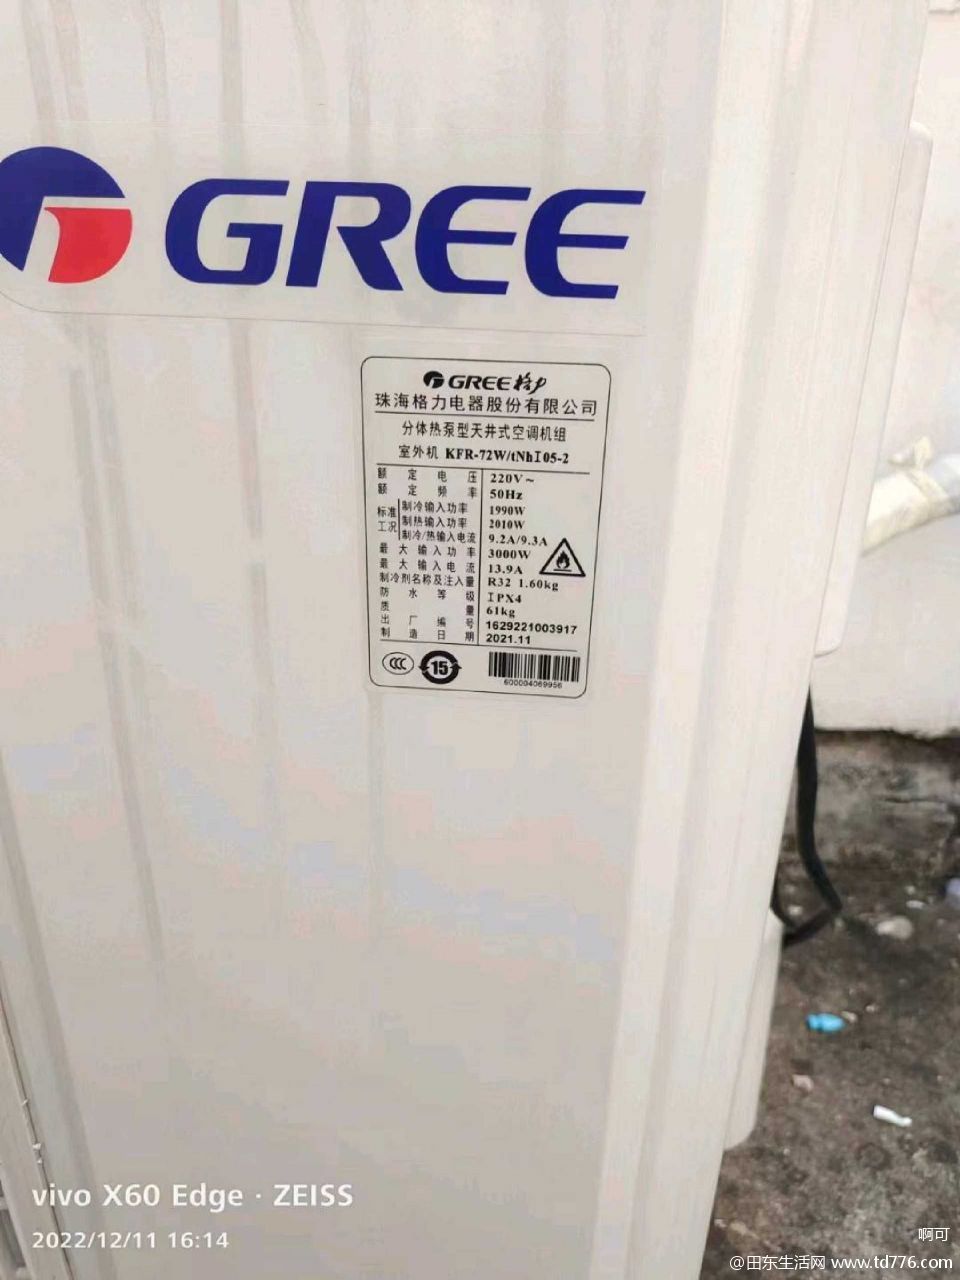 GREE
GREE格力
珠海格力电器股份有限公司
分体热泵型天井式空调机组
室外机 KFR-72W/tNhI05-2
额定电压 220V~
额定频率 50Hz
标准工况 制冷输入功率 1990W
制热输入功率 2010W
制冷/热输入电流 9.2A/9.3A
最大输入功率 3000W
最大输入电流 13.9A
制冷剂名称及注入量 R32 1.60kg
防水等级 IPX4
质量 61kg
出厂编号 1629221003917
制造日期 2021.11
CCC 15
600004069956
vivo X60 Edge · ZEISS
2022/12/11 16:14
啊可
@田东生活网 www.td776.com